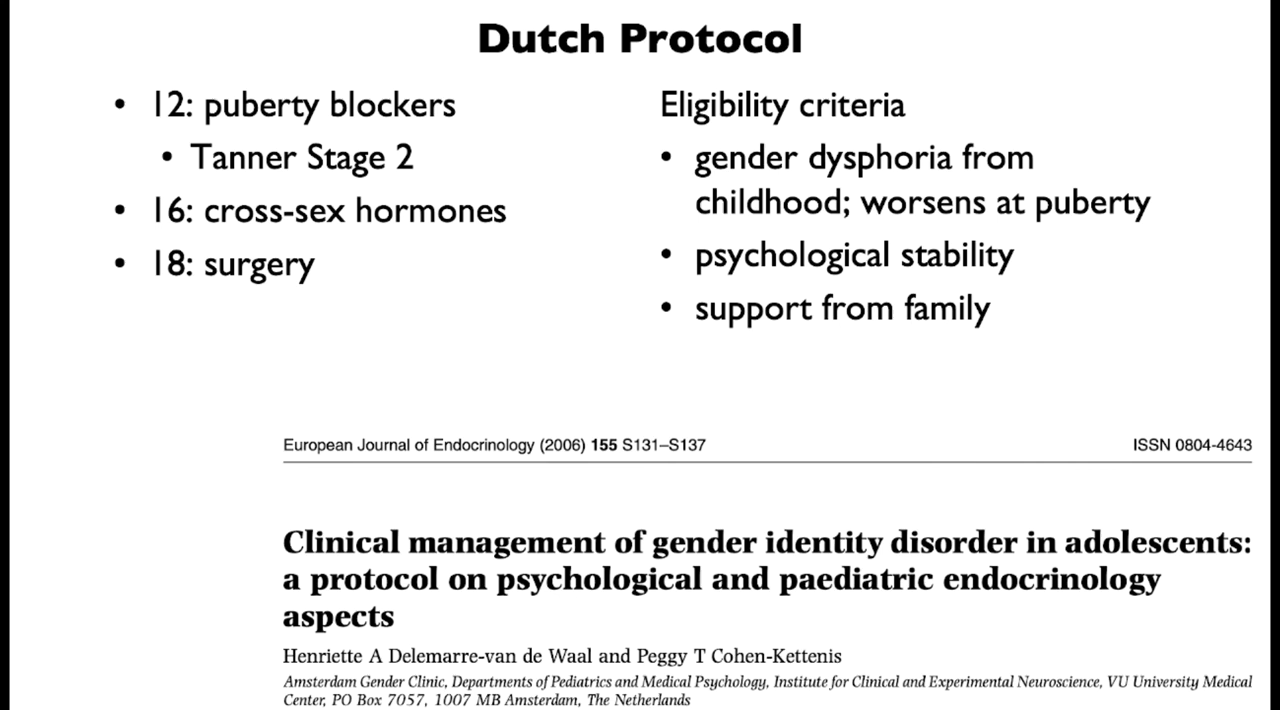 Dutch Protocol
• 12: puberty blockers
• Tanner Stage 2
• 16: cross-sex hormones
• 18: surgery
Eligibility criteria
• gender dysphoria from
childhood; worsens at puberty
• psychological stability
• support from family
European Journal of Endocrinology (2006) 155 S131–S137
ISSN 0804-4643
Clinical management of gender identity disorder in adolescents:
a protocol on psychological and paediatric endocrinology
aspects
Henriette A Delemarre-van de Waal and Peggy T Cohen-Kettenis
Amsterdam Gender Clinic, Departments of Pediatrics and Medical Psychology, Institute for Clinical and Experimental Neuroscience, VU University Medical
Center, PO Box 7057, 1007 MB Amsterdam, The Netherlands